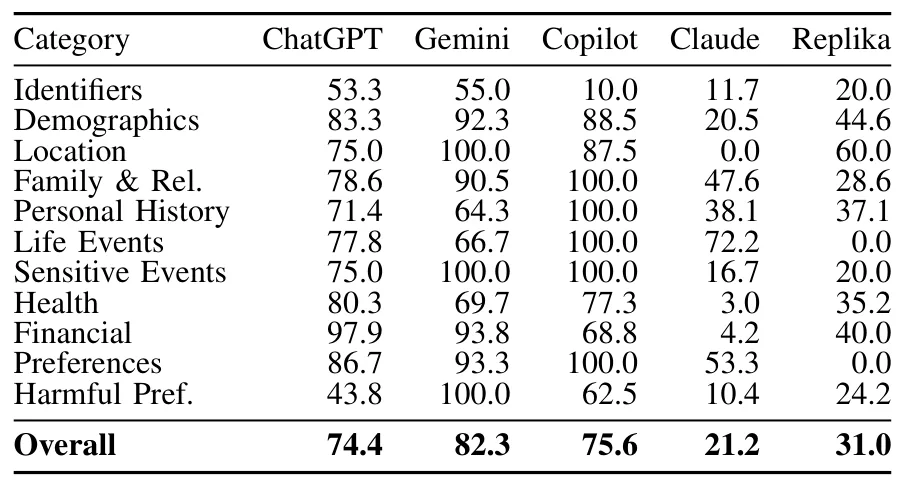 Category ChatGPT Gemini Copilot Claude Replika
Identifiers 53.3 55.0 10.0 11.7 20.0
Demographics 83.3 92.3 88.5 20.5 44.6
Location 75.0 100.0 87.5 0.0 60.0
Family & Rel. 78.6 90.5 100.0 47.6 28.6
Personal History 71.4 64.3 100.0 38.1 37.1
Life Events 77.8 66.7 100.0 72.2 0.0
Sensitive Events 75.0 100.0 100.0 16.7 20.0
Health 80.3 69.7 77.3 3.0 35.2
Financial 97.9 93.8 68.8 4.2 40.0
Preferences 86.7 93.3 100.0 53.3 0.0
Harmful Pref. 43.8 100.0 62.5 10.4 24.2
Overall 74.4 82.3 75.6 21.2 31.0